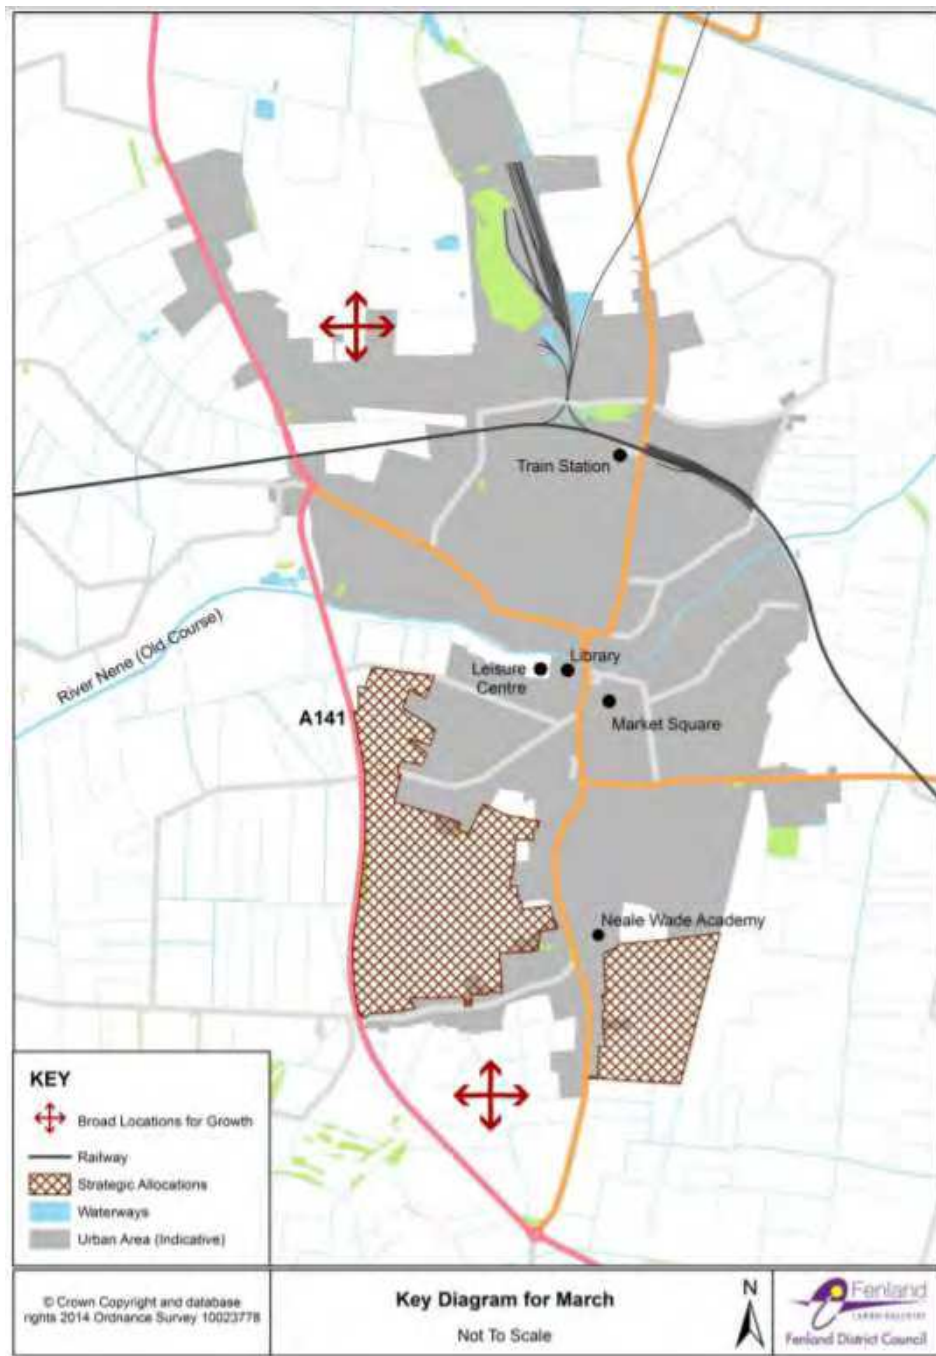 Train Station
River Nene (Old Course)
Library
Leisure
Centre
A141
Market Square
Neale Wade Academy
KEY
Broad Locations for Growth
Railway
Strategic Allocations
Waterways
Urban Area (Indicative)
© Crown Copyright and database
rights 2014 Ordnance Survey 10023778
Key Diagram for March
Not To Scale
N
Fenland
Fenland District Council